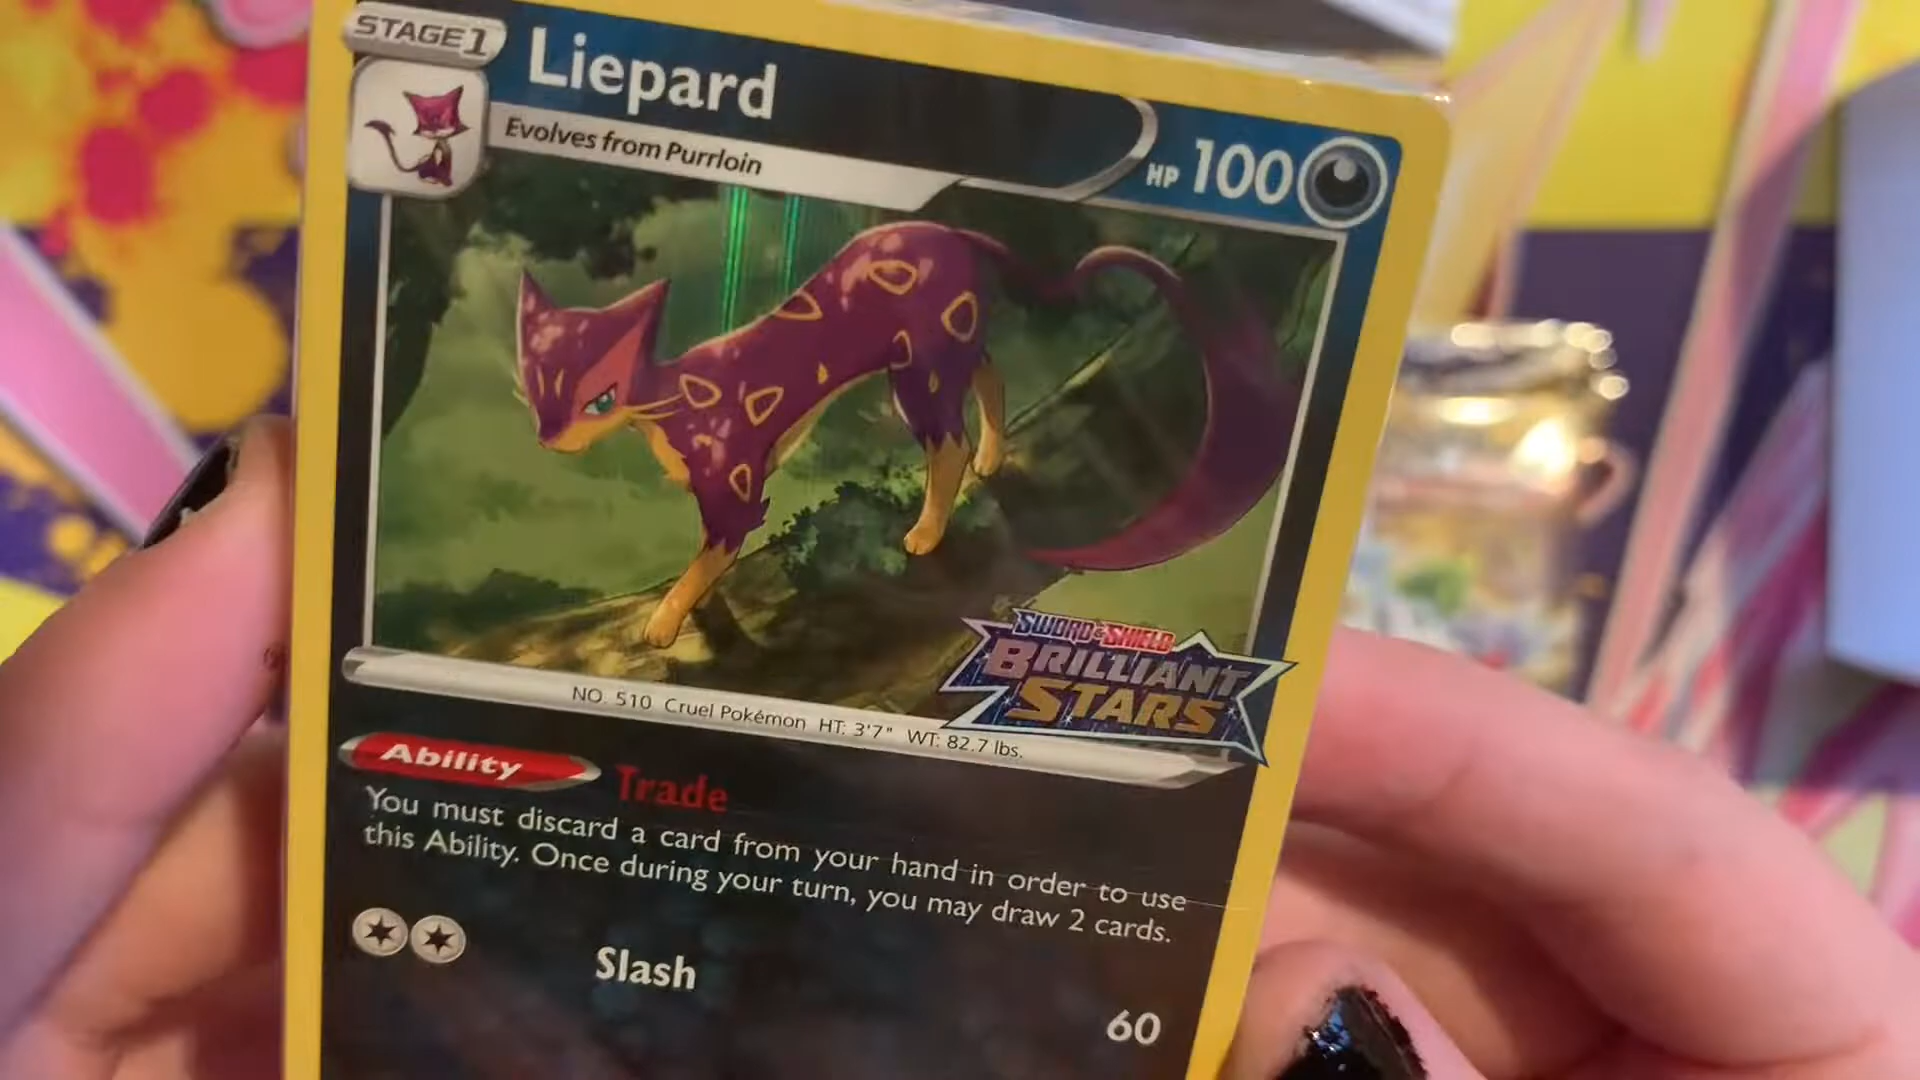 STAGE1
Liepard
Evolves from Purrloin
HP 100
SWORD & SHIELD
BRILLIANT
STARS
NO. 510 Cruel Pokémon HT: 3'7" WT: 82.7 lbs.
Ability Trade
You must discard a card from your hand in order to use
this Ability. Once during your turn, you may draw 2 cards.
Slash
60